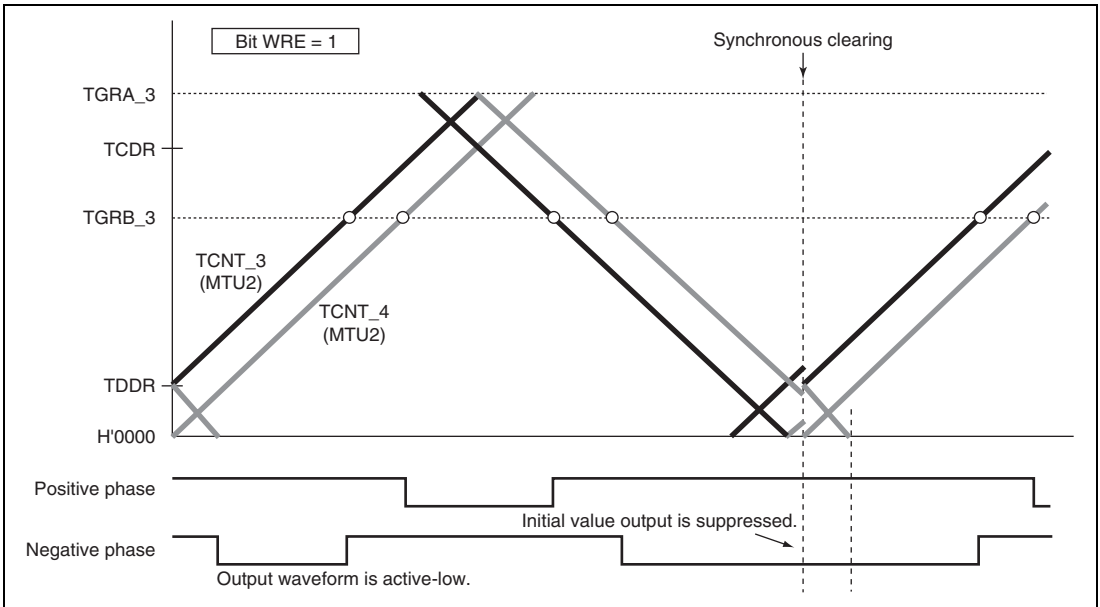 Bit WRE = 1
Synchronous clearing
TGRA_3
TCDR
TGRB_3
TCNT_3
(MTU2)
TCNT_4
(MTU2)
TDDR
H'0000
Positive phase
Initial value output is suppressed.
Negative phase
Output waveform is active-low.